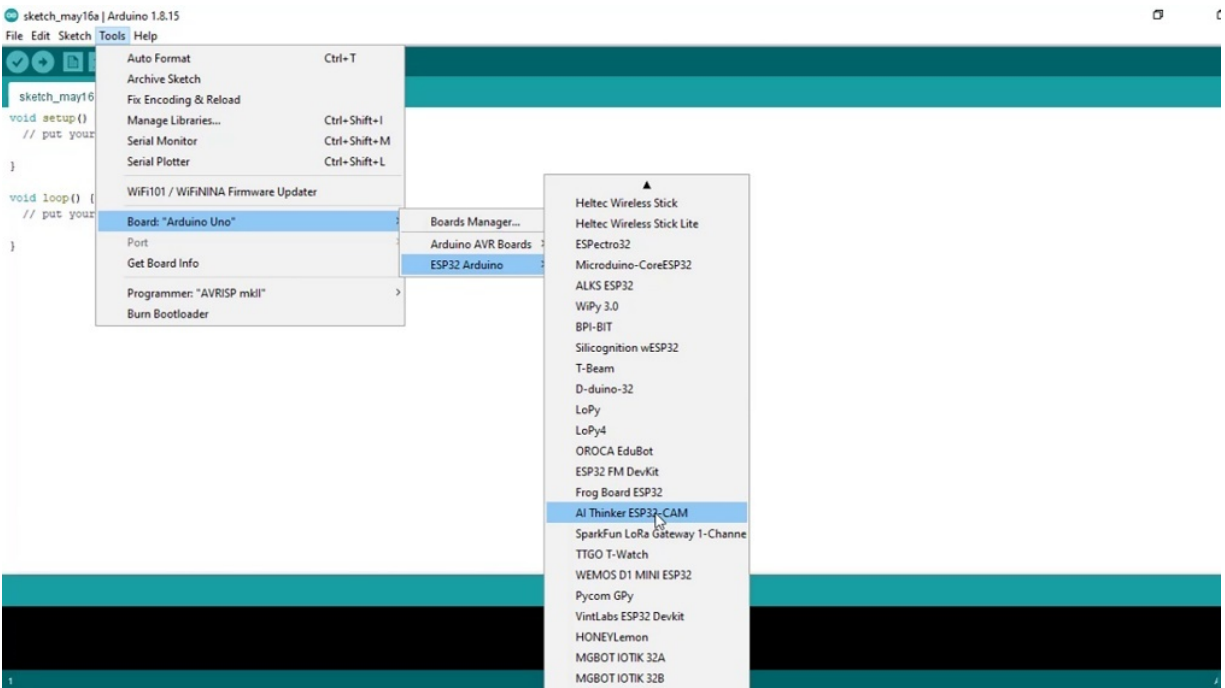 sketch_may16a | Arduino 1.8.15
File Edit Sketch Tools Help
sketch_may16
void setup()
// put your
}
void loop() {
// put your
}
Auto Format Ctrl+T
Archive Sketch
Fix Encoding & Reload
Manage Libraries... Ctrl+Shift+I
Serial Monitor Ctrl+Shift+M
Serial Plotter Ctrl+Shift+L
WiFi101 / WiFiNINA Firmware Updater
Board: "Arduino Uno"
Port
Get Board Info
Programmer: "AVRISP mkII"
Burn Bootloader
Boards Manager...
Arduino AVR Boards
ESP32 Arduino
Heltec Wireless Stick
Heltec Wireless Stick Lite
ESPectro32
Microduino-CoreESP32
ALKS ESP32
WiPy 3.0
BPI-BIT
Silicognition wESP32
T-Beam
D-duino-32
LoPy
LoPy4
OROCA EduBot
ESP32 FM DevKit
Frog Board ESP32
AI Thinker ESP32-CAM
SparkFun LoRa Gateway 1-Channe
TTGO T-Watch
WEMOS D1 MINI ESP32
Pycom GPy
VintLabs ESP32 Devkit
HONEYLemon
MGBOT IOTIK 32A
MGBOT IOTIK 32B
1